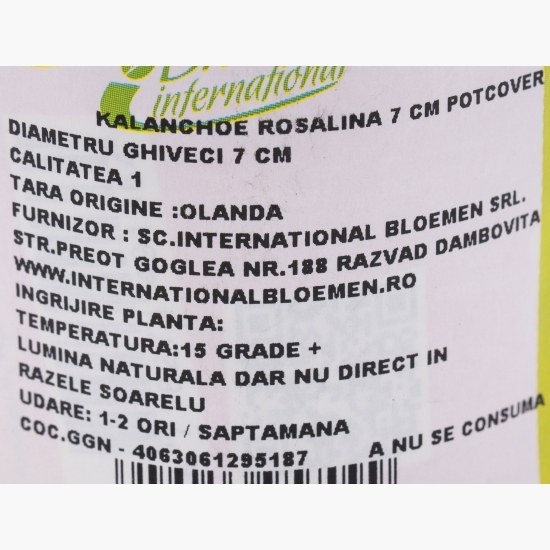 international
KALANCHOE ROSALINA 7 CM POTCOVER
DIAMETRU GHIVECI 7 CM
CALITATEA 1
TARA ORIGINE :OLANDA
FURNIZOR : SC.INTERNATIONAL BLOEMEN SRL.
STR.PREOT GOGLEA NR.188 RAZVAD DAMBOVITA
WWW.INTERNATIONALBLOEMEN.RO
INGRIJIRE PLANTA:
TEMPERATURA:15 GRADE +
LUMINA NATURALA DAR NU DIRECT IN
RAZELE SOARELU
UDARE: 1-2 ORI / SAPTAMANA
COC.GGN - 4063061295187 A NU SE CONSUMA